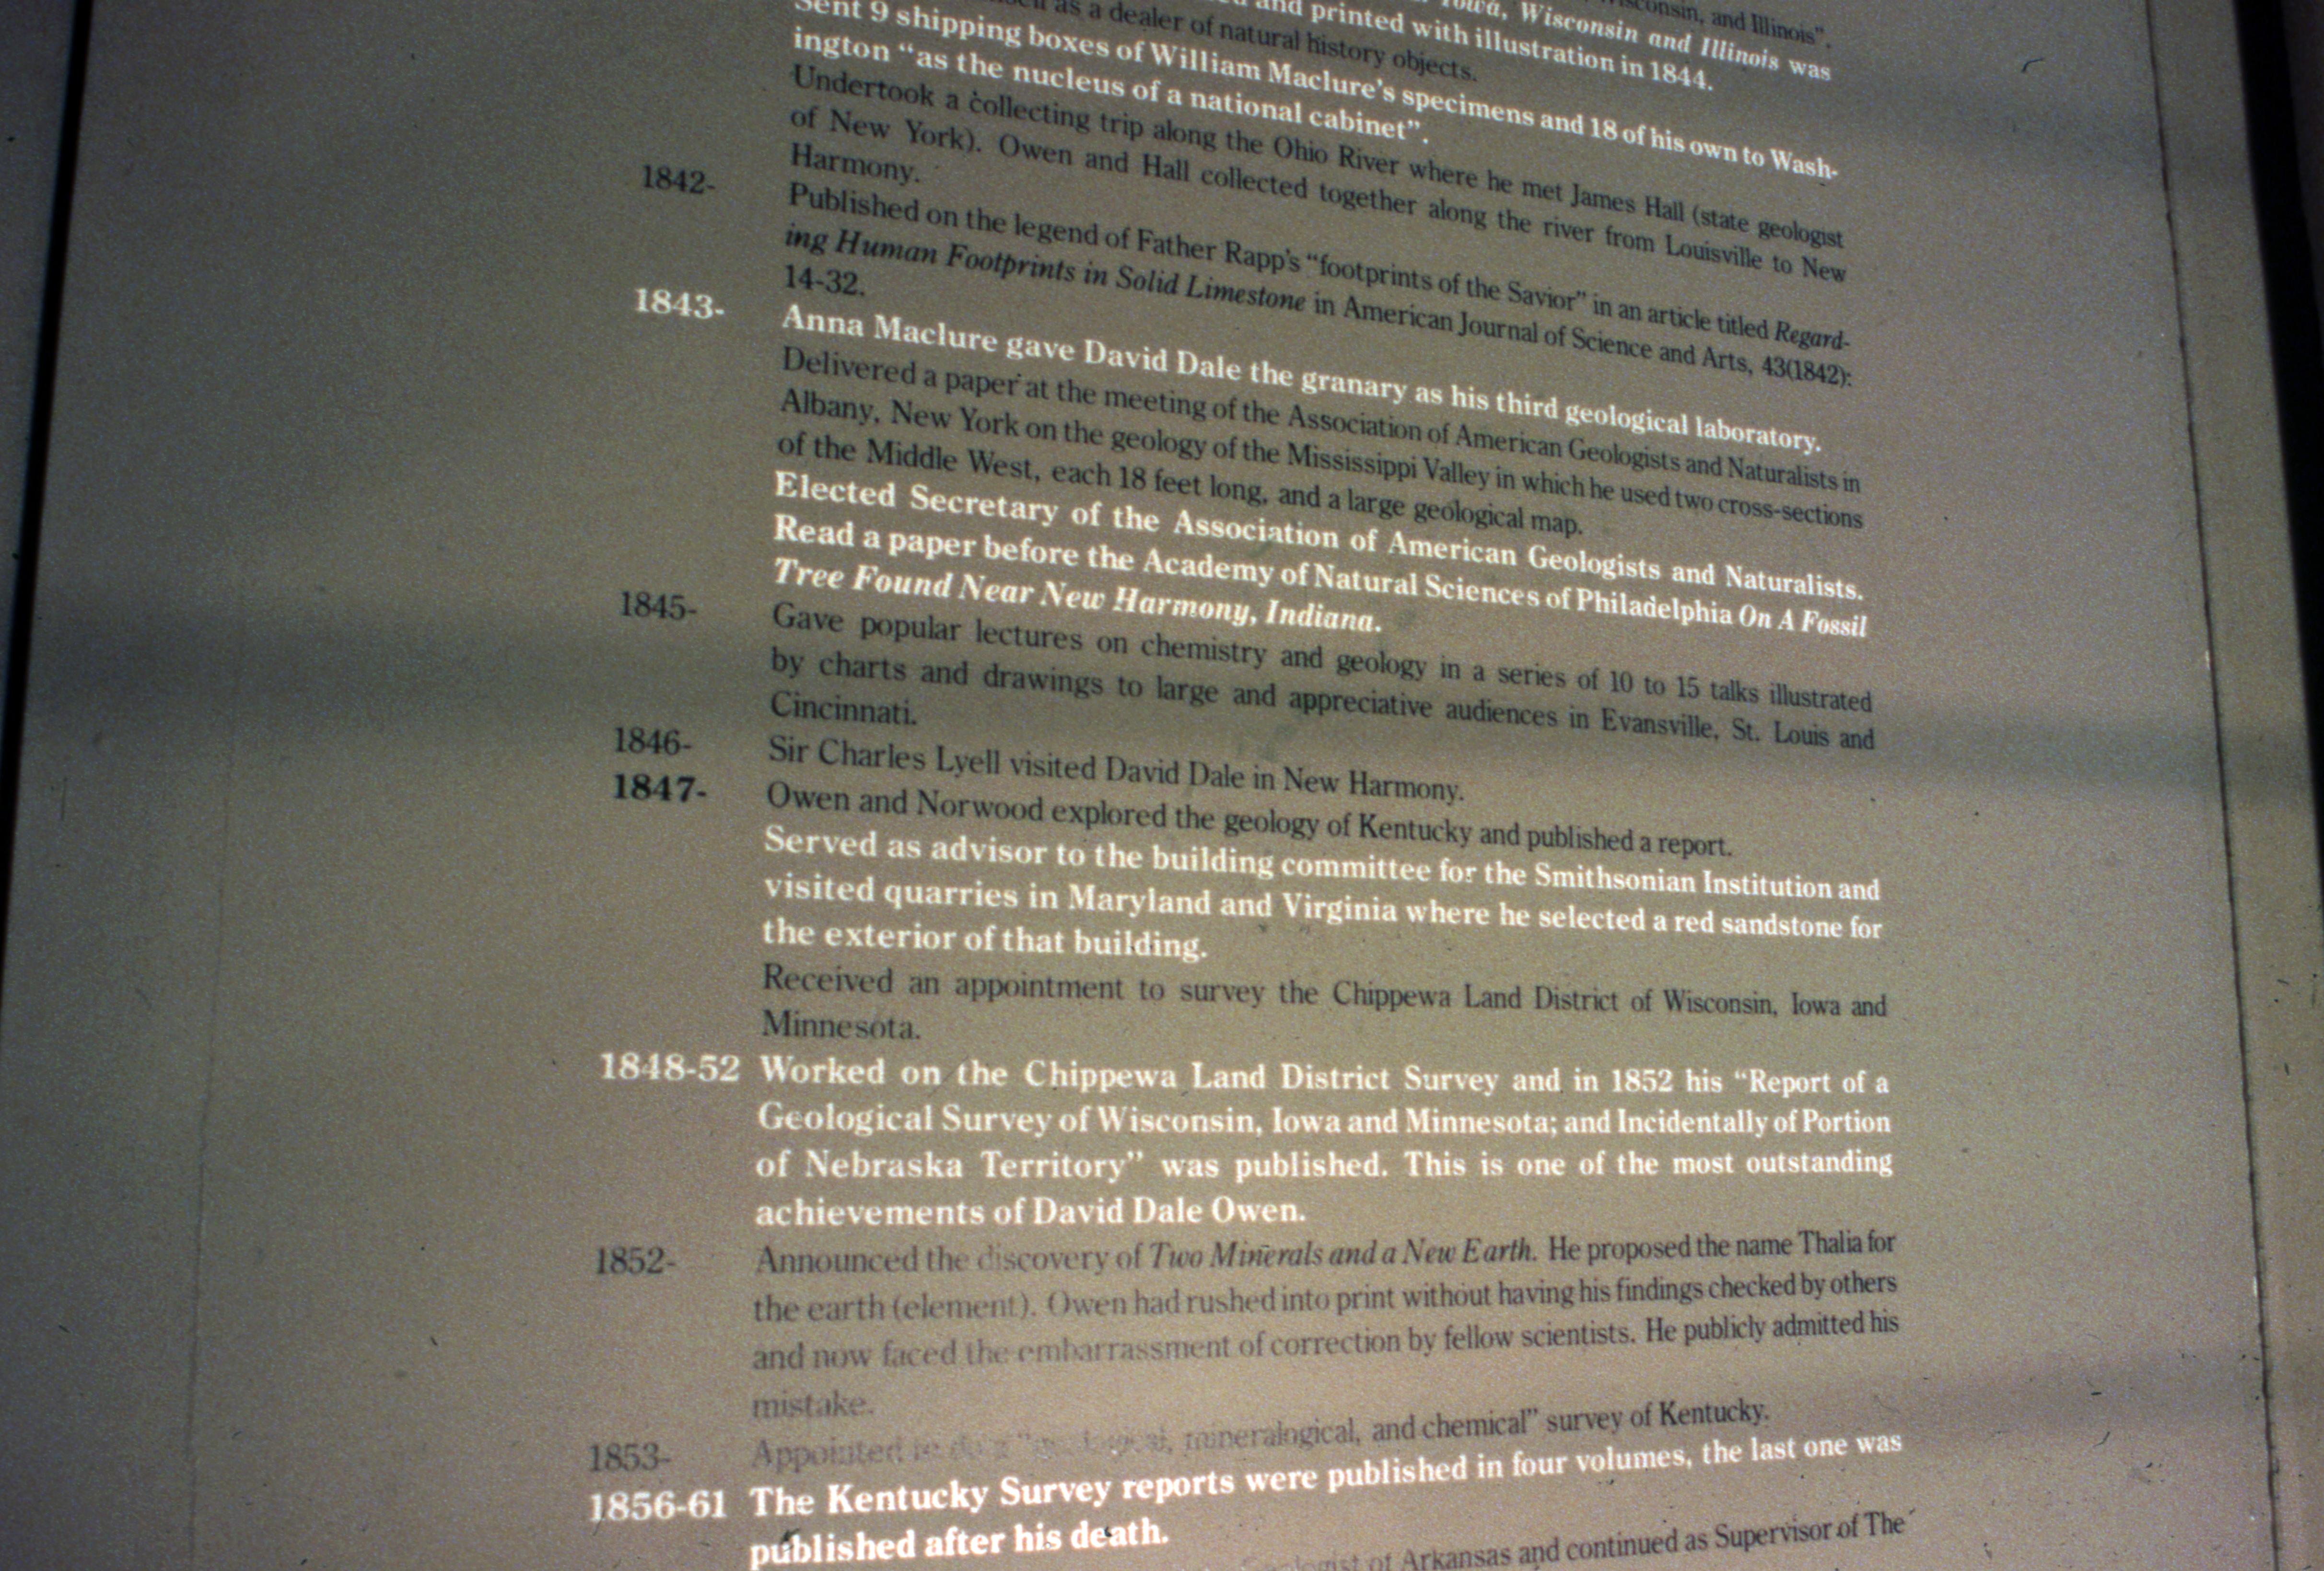 Wisconsin, and Illinois".
Iowa, Wisconsin and Illinois was
and printed with illustration in 1844.
as a dealer of natural history objects.
Sent 9 shipping boxes of William Maclure's specimens and 18 of his own to Wash-
ington "as the nucleus of a national cabinet".
Undertook a collecting trip along the Ohio River where he met James Hall (state geologist
of New York). Owen and Hall collected together along the river from Louisville to New
Harmony.
1842- Published on the legend of Father Rapp's "footprints of the Savior" in an article titled Regard-
ing Human Footprints in Solid Limestone in American Journal of Science and Arts, 43(1842):
14-32.
1843- Anna Maclure gave David Dale the granary as his third geological laboratory.
Delivered a paper at the meeting of the Association of American Geologists and Naturalists in
Albany, New York on the geology of the Mississippi Valley in which he used two cross-sections
of the Middle West, each 18 feet long, and a large geological map.
Elected Secretary of the Association of American Geologists and Naturalists.
Read a paper before the Academy of Natural Sciences of Philadelphia On A Fossil
Tree Found Near New Harmony, Indiana.
1845- Gave popular lectures on chemistry and geology in a series of 10 to 15 talks illustrated
by charts and drawings to large and appreciative audiences in Evansville, St. Louis and
Cincinnati.
1846- Sir Charles Lyell visited David Dale in New Harmony.
1847- Owen and Norwood explored the geology of Kentucky and published a report.
Served as advisor to the building committee for the Smithsonian Institution and
visited quarries in Maryland and Virginia where he selected a red sandstone for
the exterior of that building.
Received an appointment to survey the Chippewa Land District of Wisconsin, Iowa and
Minnesota.
1848-52 Worked on the Chippewa Land District Survey and in 1852 his "Report of a
Geological Survey of Wisconsin, Iowa and Minnesota; and Incidentally of Portion
of Nebraska Territory" was published. This is one of the most outstanding
achievements of David Dale Owen.
1852- Announced the discovery of Two Minerals and a New Earth. He proposed the name Thalia for
the earth (element). Owen had rushed into print without having his findings checked by others
and now faced the embarrassment of correction by fellow scientists. He publicly admitted his
mistake.
1853- Appointed to do a mineralogical, and chemical" survey of Kentucky.
1856-61 The Kentucky Survey reports were published in four volumes, the last one was
published after his death.
of Arkansas and continued as Supervisor of The